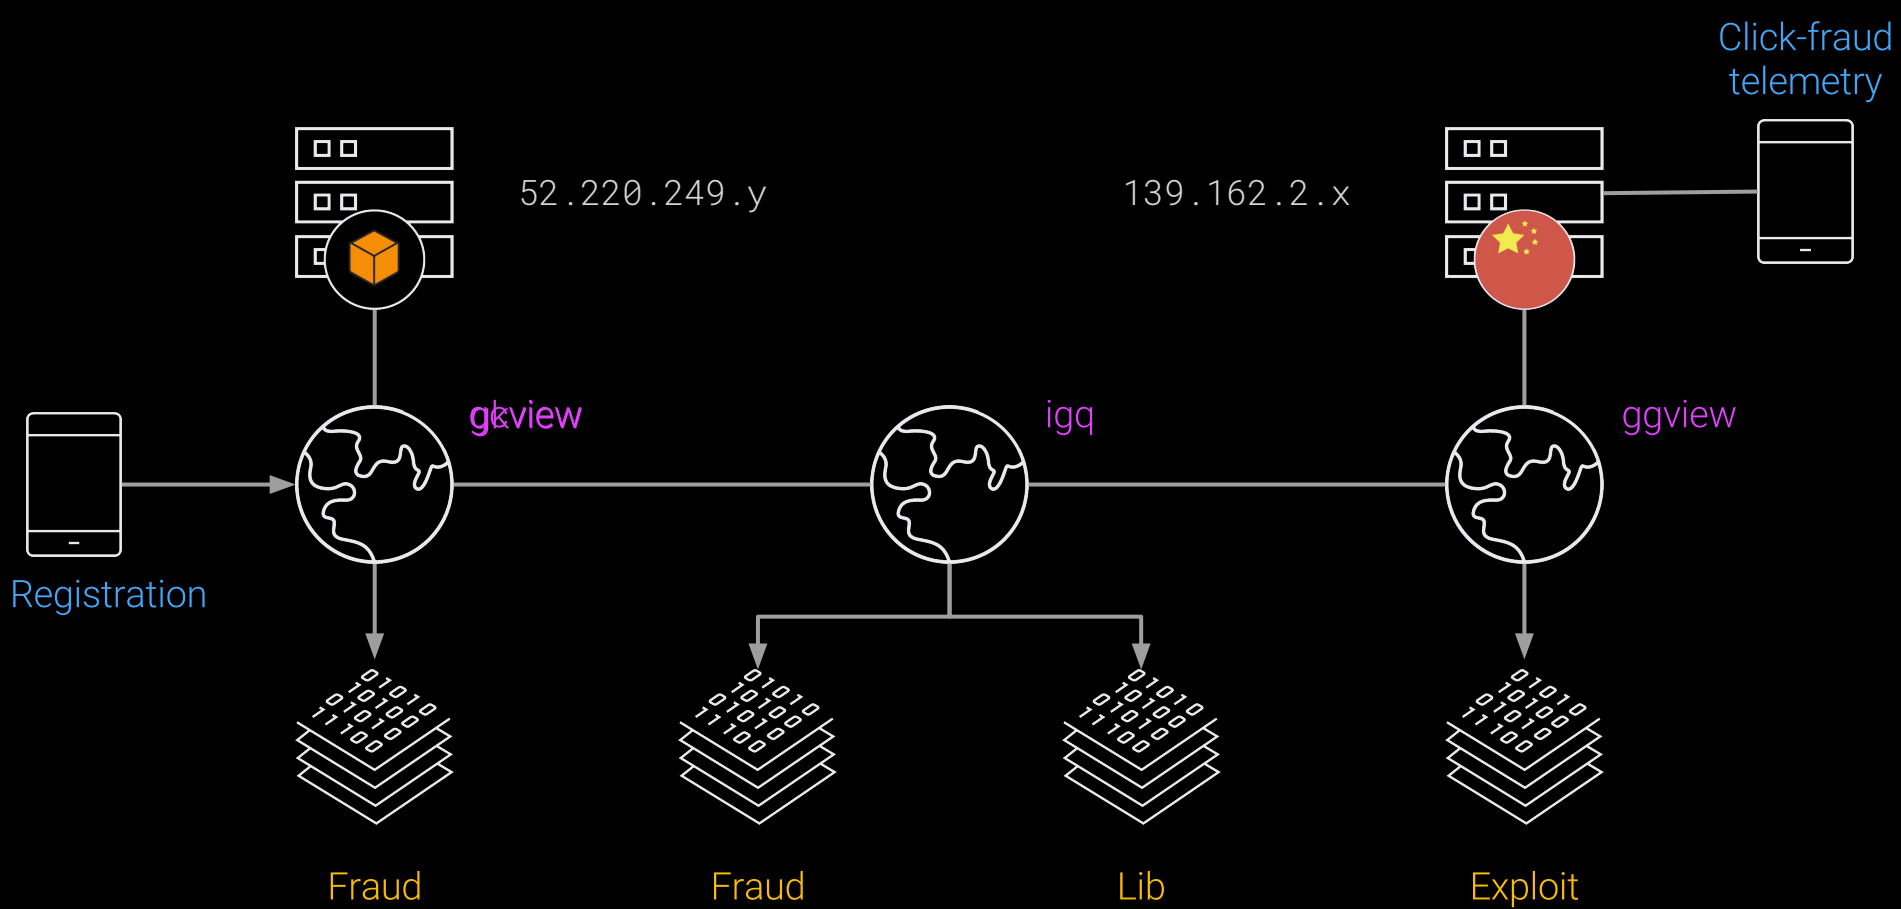 Click-fraud
telemetry
52.220.249.y
139.162.2.x
igq
ggview
Registration
Fraud
Fraud
Lib
Exploit